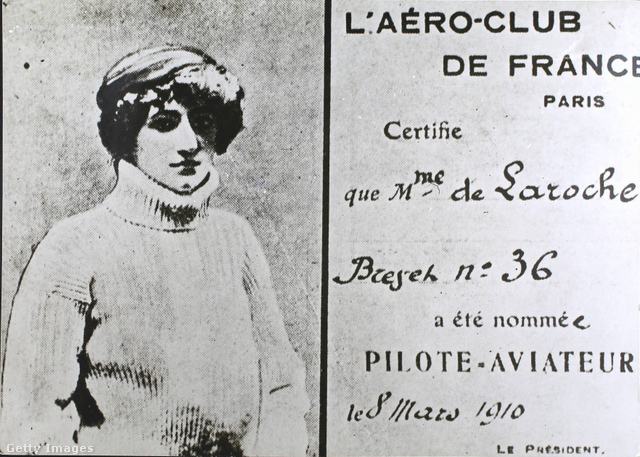 L'AÉRO-CLUB
DE FRANCE
PARIS
Certifie
que Mme de Laroche
Brevet n° 36
a été nommée
PILOTE-AVIATEUR
le 8 Mars 1910
LE PRÉSIDENT,
Getty Images